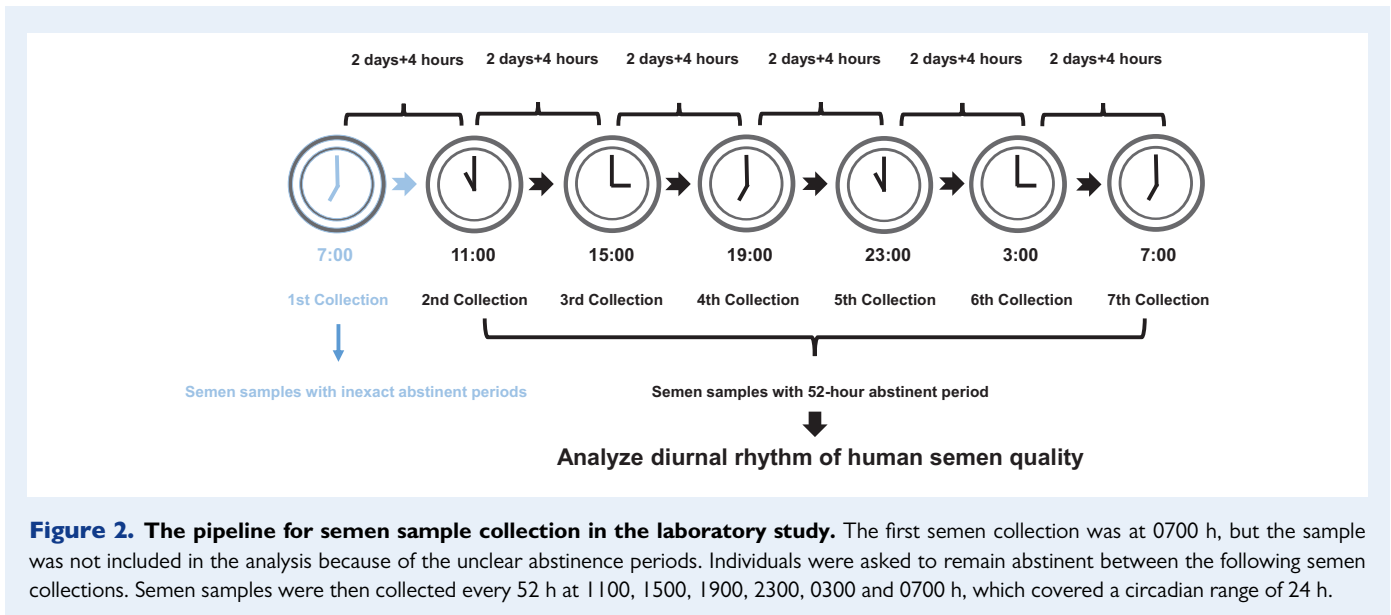 2 days+4 hours 2 days+4 hours 2 days+4 hours 2 days+4 hours 2 days+4 hours 2 days+4 hours
7:00 11:00 15:00 19:00 23:00 3:00 7:00
1st Collection 2nd Collection 3rd Collection 4th Collection 5th Collection 6th Collection 7th Collection
Semen samples with inexact abstinent periods Semen samples with 52-hour abstinent period
Analyze diurnal rhythm of human semen quality
Figure 2. The pipeline for semen sample collection in the laboratory study. The first semen collection was at 0700 h, but the sample
was not included in the analysis because of the unclear abstinence periods. Individuals were asked to remain abstinent between the following semen
collections. Semen samples were then collected every 52 h at 1100, 1500, 1900, 2300, 0300 and 0700 h, which covered a circadian range of 24 h.